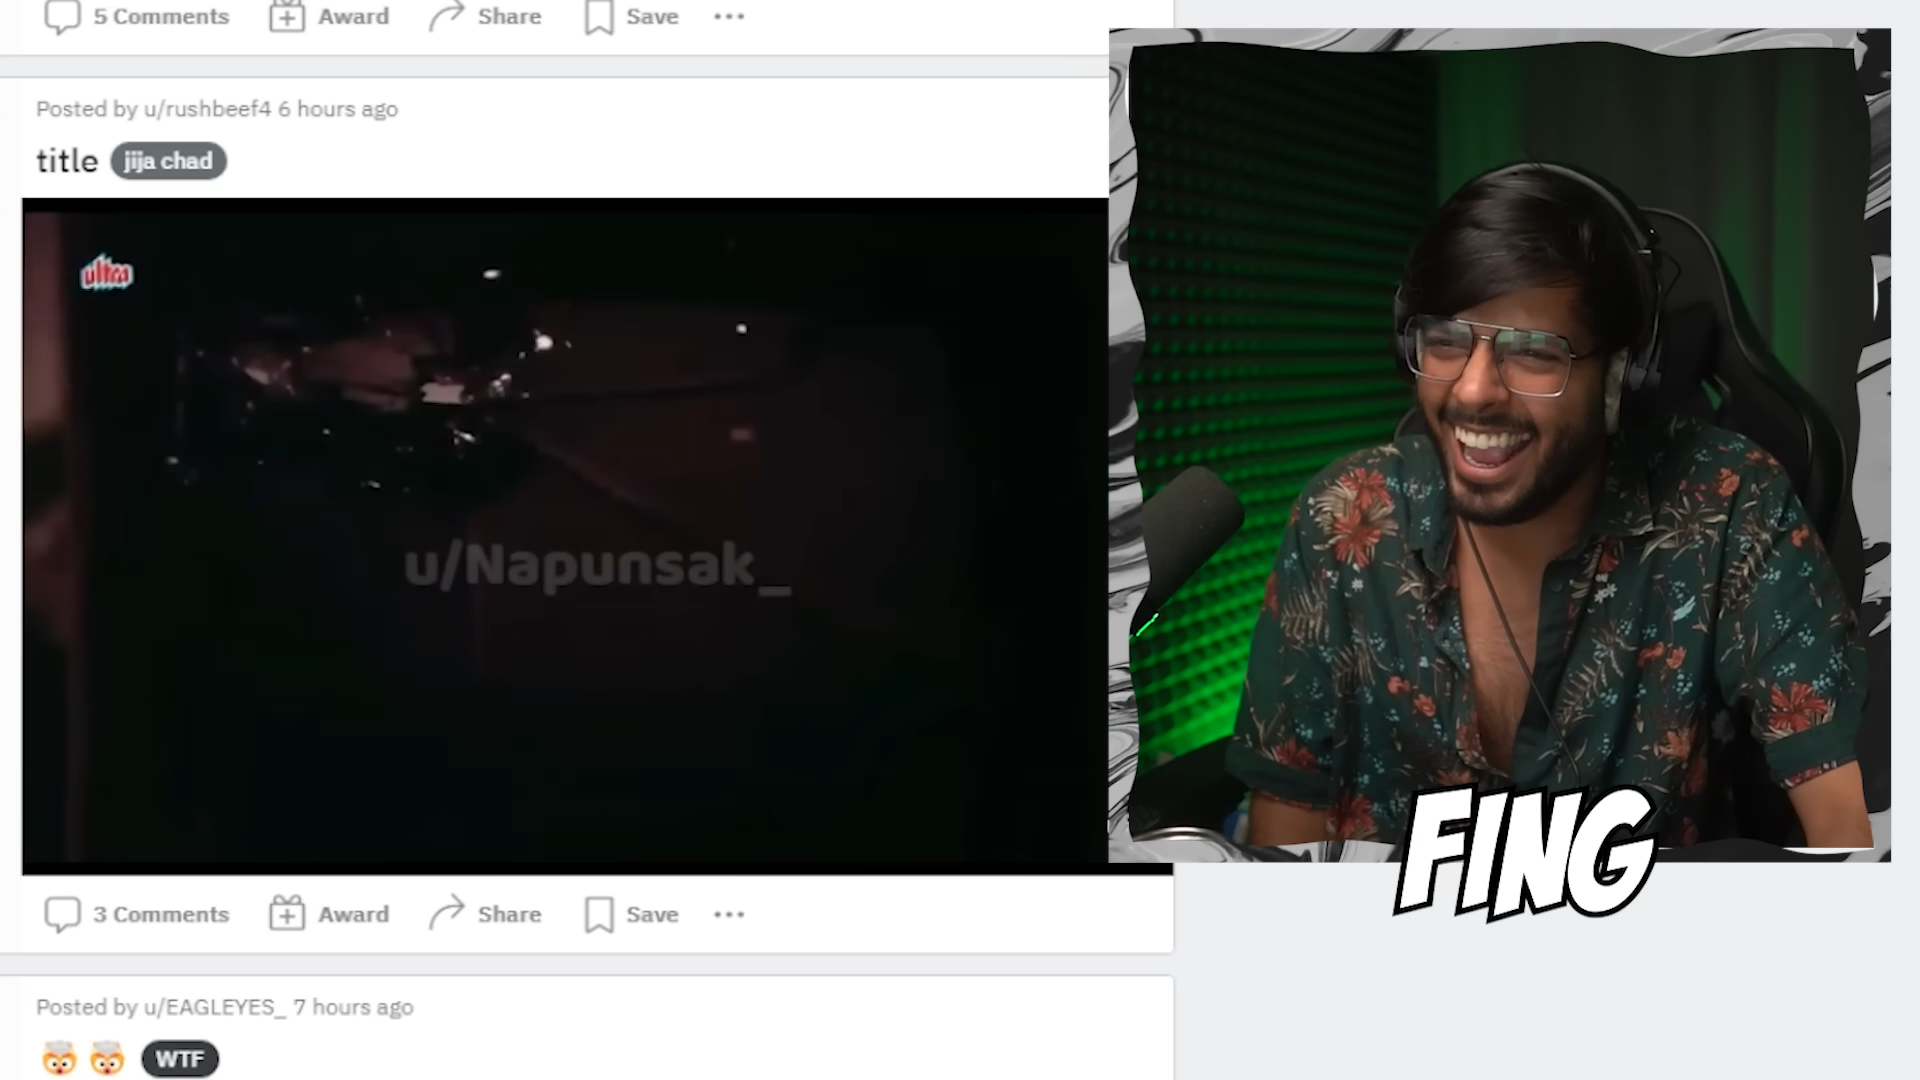 5 Comments Award Share Save
Posted by u/rushbeef4 6 hours ago
title jija chad
ultra
u/Napunsak_
FING
3 Comments Award Share Save
Posted by u/EAGLEYES_ 7 hours ago
WTF